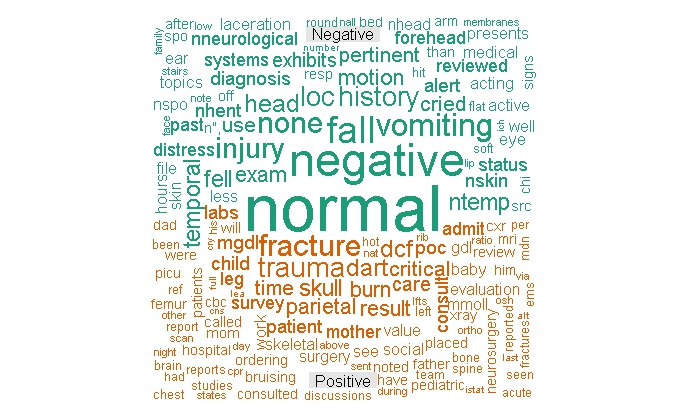 after low laceration round nall bed nhead arm membranes
family spo nneurological Negative forehead presents
ear systems exhibits number pertinent than medical
stairs topics diagnosis resp motion hit reviewed signs
nspo note off head loc history alert acting
nhent cried flat active
face past n", use none fall vomiting ish well
distress injury negative soft eye
hours file skin temporal fell exam lip status chi
less normal nskin
ntemp src
dad labs admit cxr per
been cry his will mgdl fracture hot nat rib dcf poc gdl ratio mri mdn
were review
picu child trauma dart critical baby him via
ref patients full leg lea time skull burn care consult evaluation ems
femur cbc cns survey parietal result lfts mmoll osh
other left xray reported alt
report called work patient mother value ortho placed fractures
scan mom skeletal above see social neurosurgery
night hospital day surgery noted bone last
brain ordering sent father spine seen
had reports cpr bruising Positive have team
studies during pediatric istat
chest states consulted discussions acute